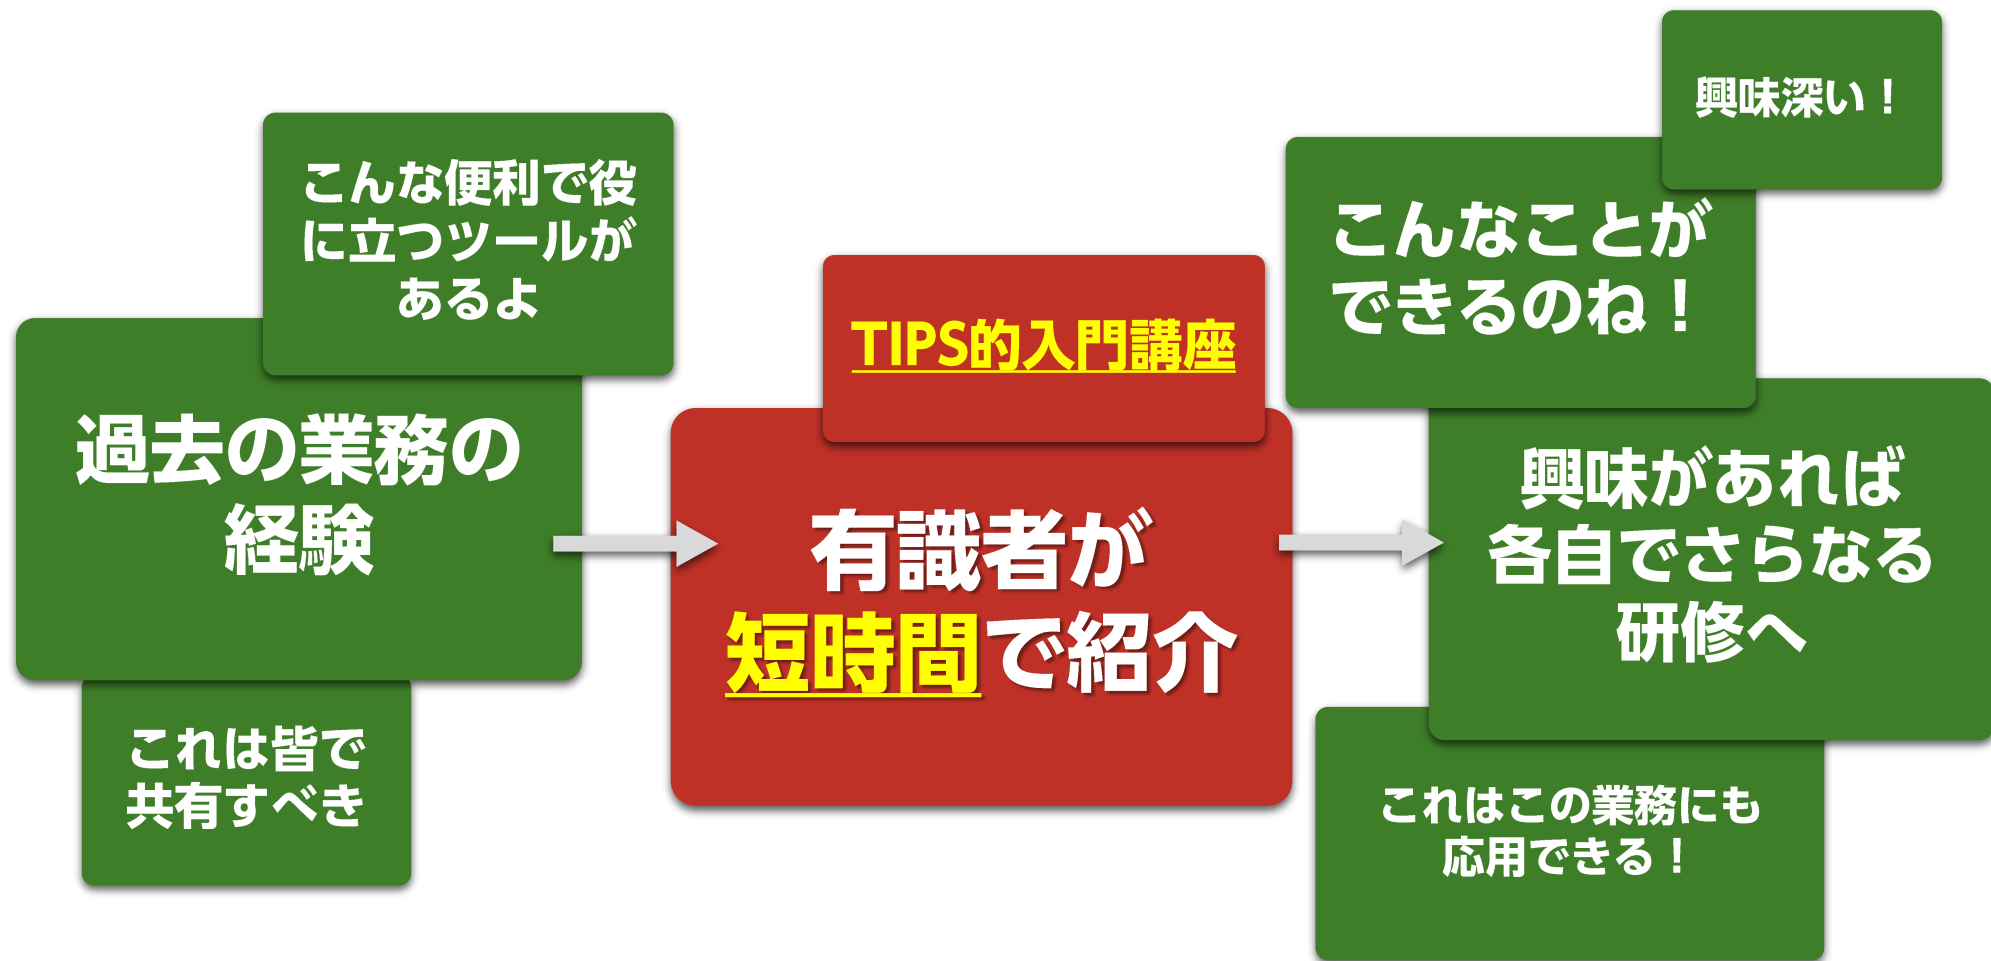 こんな便利で役
に立つツールが
あるよ
過去の業務の
経験
これは皆で
共有すべき
TIPS的入門講座
有識者が
短時間で紹介
興味深い！
こんなことが
できるのね！
興味があれば
各自でさらなる
研修へ
これはこの業務にも
応用できる！